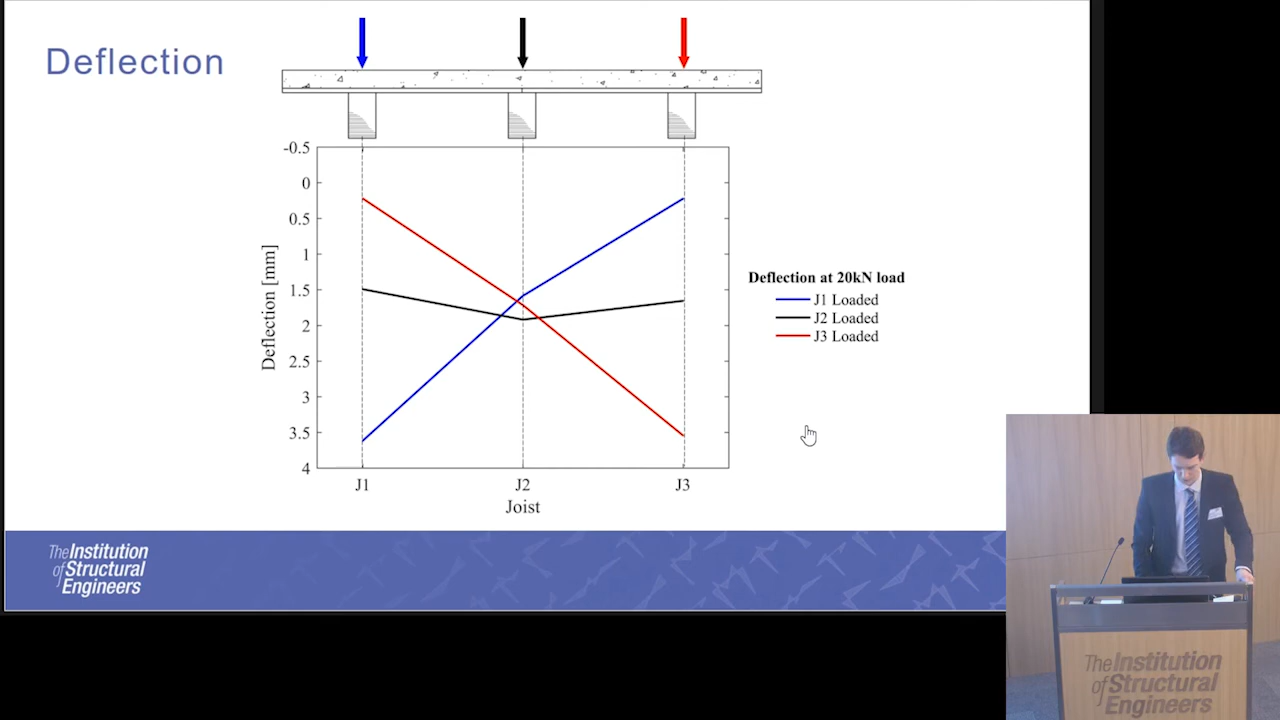 Deflection
-0.5
0
0.5
1
1.5
2
2.5
3
3.5
4
Deflection [mm]
J1
J2
J3
Joist
Deflection at 20kN load
J1 Loaded
J2 Loaded
J3 Loaded
The Institution
of Structural
Engineers
The Institution
of Structural
Engineers